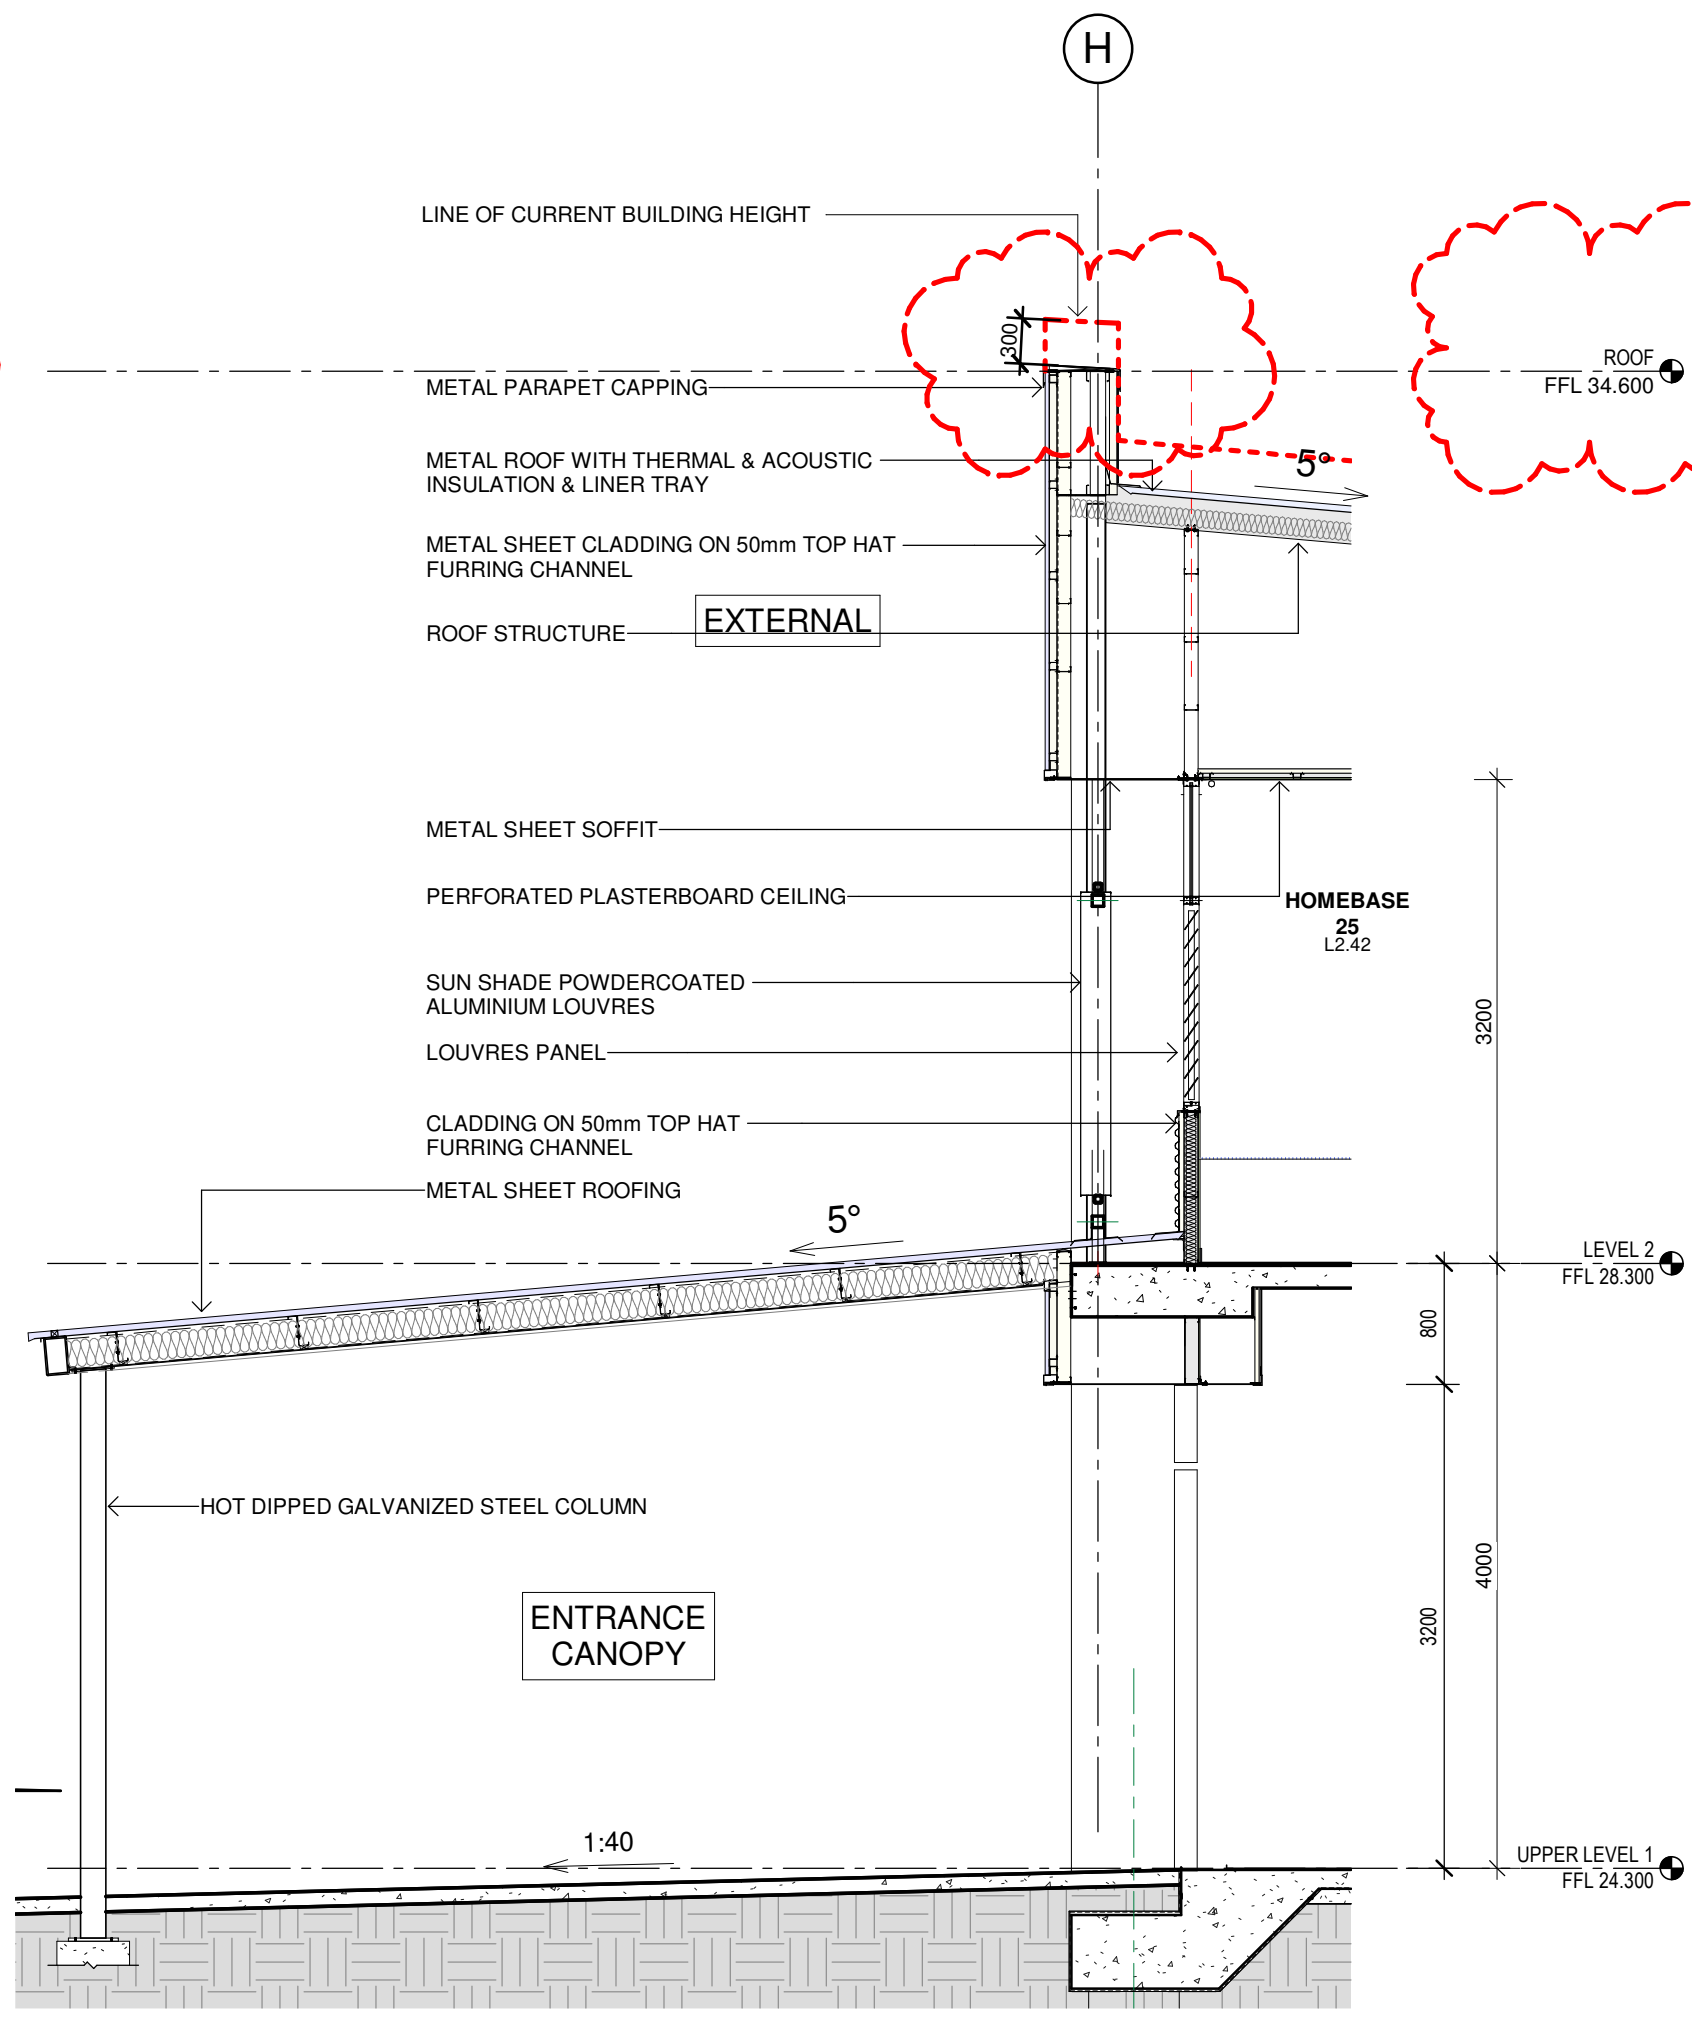 H
LINE OF CURRENT BUILDING HEIGHT
300
ROOF
FFL 34.600
METAL PARAPET CAPPING
METAL ROOF WITH THERMAL & ACOUSTIC
INSULATION & LINER TRAY
5°
METAL SHEET CLADDING ON 50mm TOP HAT
FURRING CHANNEL
EXTERNAL
ROOF STRUCTURE
METAL SHEET SOFFIT
PERFORATED PLASTERBOARD CEILING
HOMEBASE
25
L2.42
SUN SHADE POWDERCOATED
ALUMINIUM LOUVRES
3200
LOUVRES PANEL
CLADDING ON 50mm TOP HAT
FURRING CHANNEL
METAL SHEET ROOFING
5°
LEVEL 2
FFL 28.300
800
HOT DIPPED GALVANIZED STEEL COLUMN
4000
ENTRANCE
CANOPY
3200
1:40
UPPER LEVEL 1
FFL 24.300